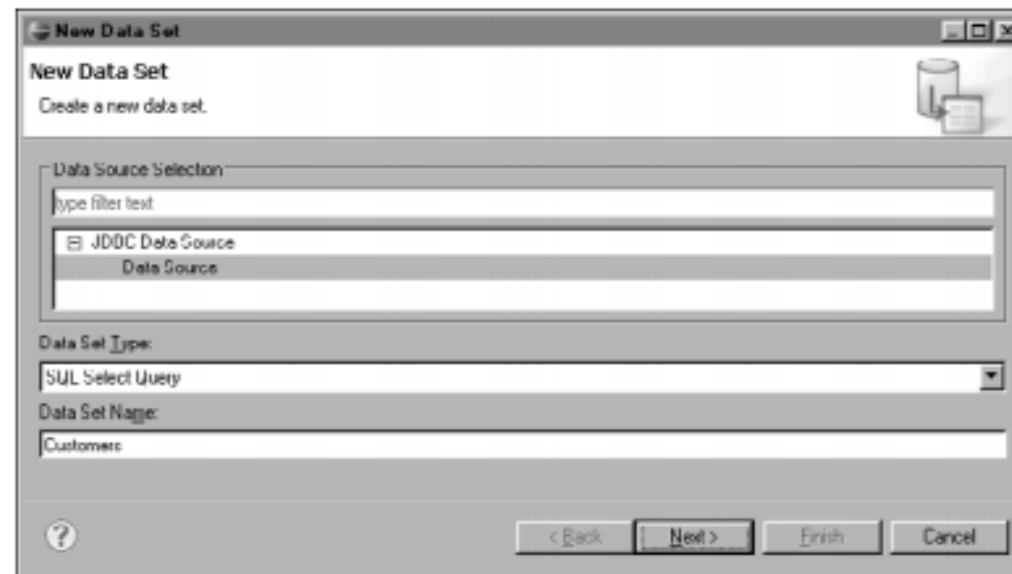 New Data Set
New Data Set
Create a new data set.
Data Source Selection
type filter text
JDBC Data Source
Data Source
Data Set Type:
SQL Select Query
Data Set Name:
Customers
?
< Back
Next >
Finish
Cancel